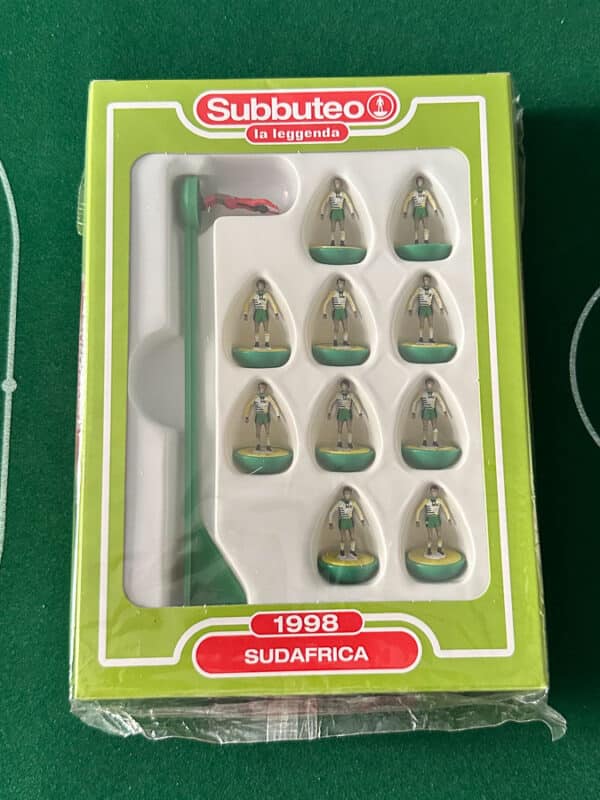 Subbuteo
la leggenda
1998
SUDAFRICA